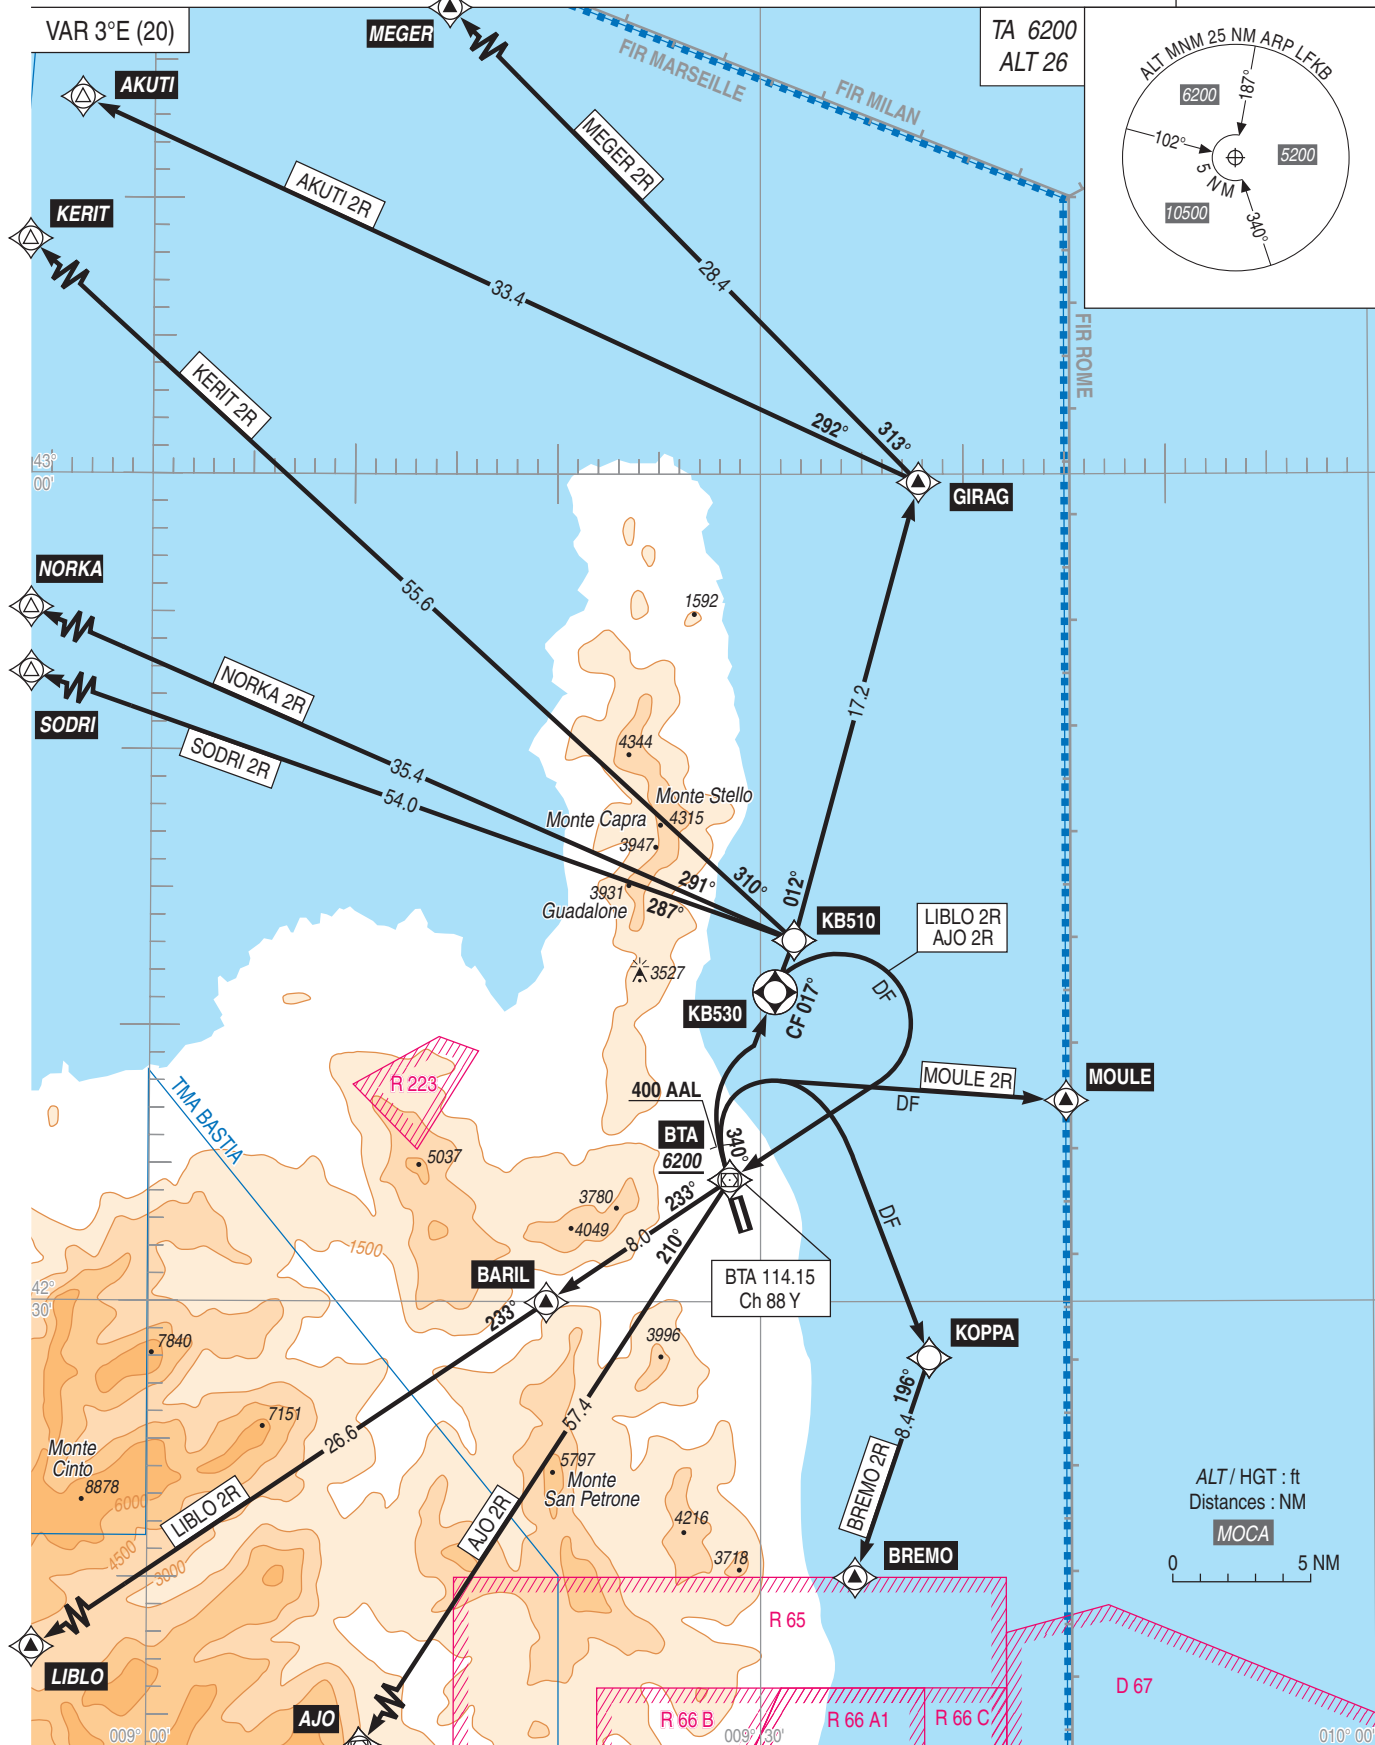 VAR 3°E (20)
MEGER
TA 6200
ALT 26
ALT MNM 25 NM ARP LFKB
6200
187°
102°
5200
5 NM
10500
340°
FIR MARSEILLE
FIR MILAN
AKUTI
MEGER 2R
AKUTI 2R
KERIT
28.4
33.4
FIR ROME
KERIT 2R
292°
313°
43°
00'
GIRAG
NORKA
55.6
1592
NORKA 2R
17.2
SODRI
SODRI 2R
4344
35.4
54.0
Monte Stello
4315
Monte Capra
3947
310°
012°
291°
3931
287°
Guadalone
KB510
LIBLO 2R
AJO 2R
3527
DF
KB530
CF 017°
R 223
MOULE 2R
MOULE
DF
400 AAL
TMA BASTIA
BTA
6200
340°
5037
3780
233°
4049
8.0
210°
DF
1500
BTA 114.15
Ch 88 Y
BARIL
42°
30'
233°
KOPPA
7840
3996
196°
7151
57.4
8.4
26.6
Monte
Cinto
8878
6000
5797
Monte
San Petrone
BREMO 2R
ALT / HGT : ft
Distances : NM
MOCA
0
5 NM
LIBLO 2R
AJO 2R
4216
4500
3000
3718
BREMO
R 65
LIBLO
D 67
AJO
R 66 B
R 66 A1
R 66 C
009° 00'
009° 30'
010° 00'